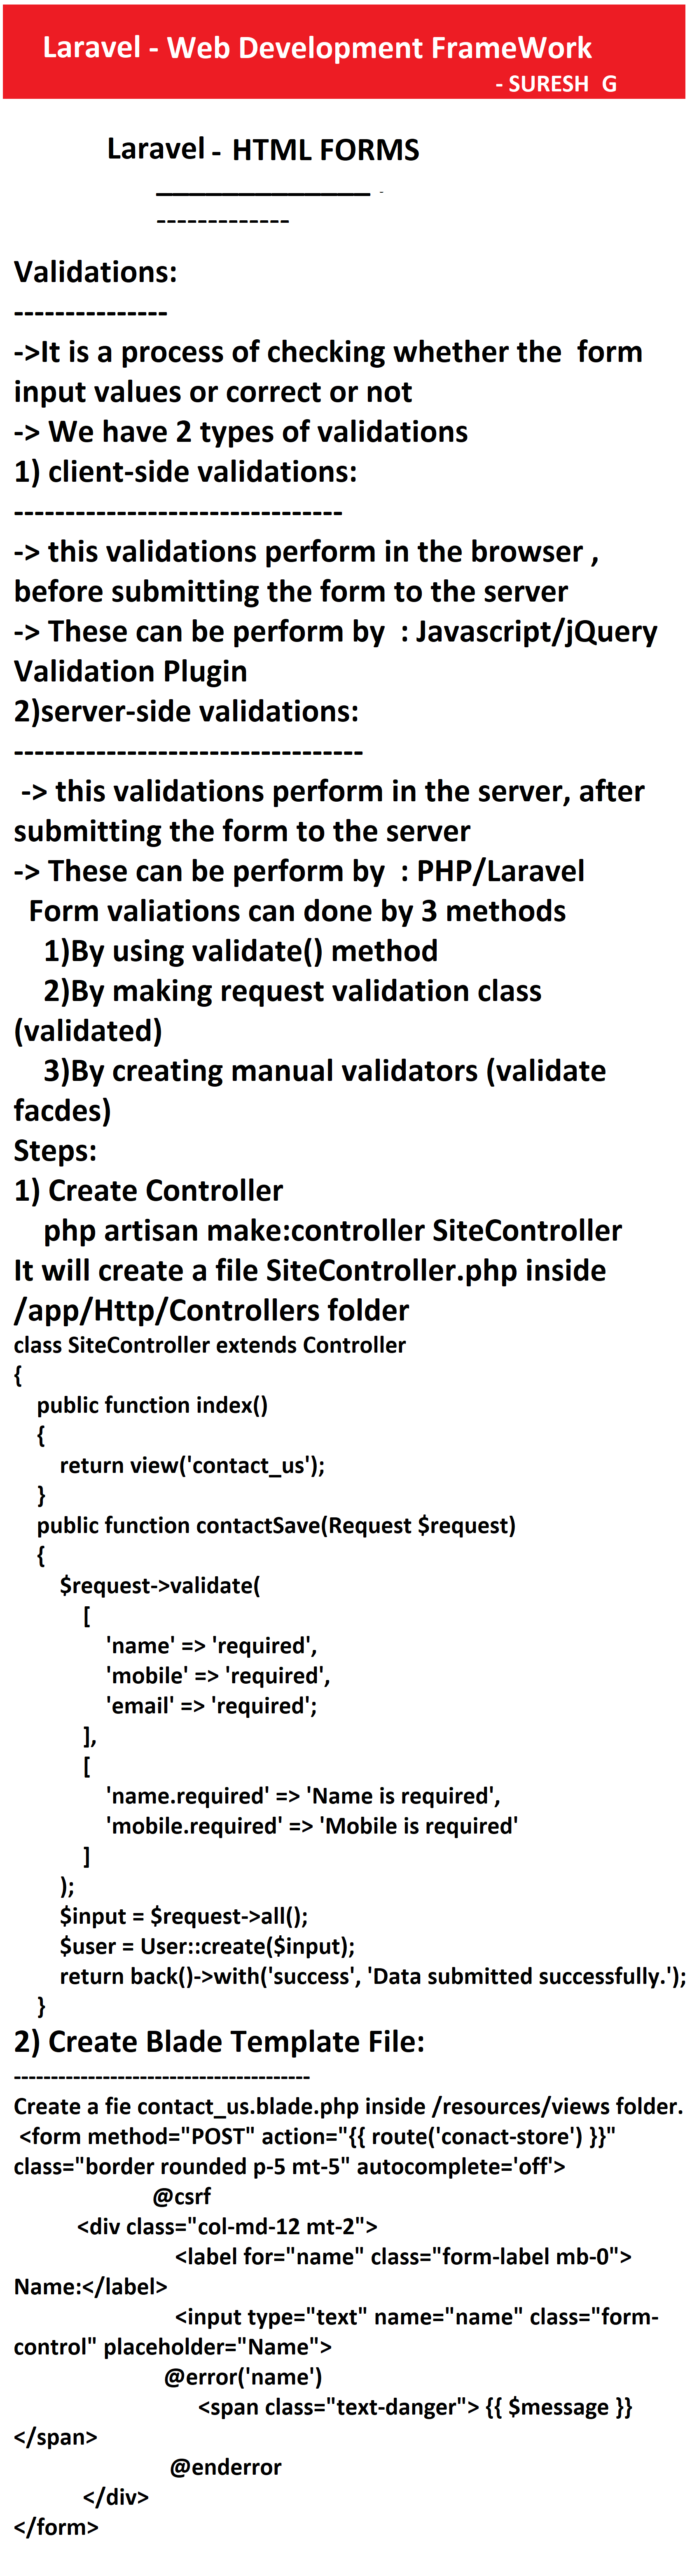 Laravel - Web Development FrameWork
- SURESH  G
Laravel - HTML FORMS
_____________ -
-------------
Validations:
---------------
->It is a process of checking whether the  form
input values or correct or not
-> We have 2 types of validations
1) client-side validations:
--------------------------------
-> this validations perform in the browser ,
before submitting the form to the server
-> These can be perform by  : Javascript/jQuery
Validation Plugin
2)server-side validations:
----------------------------------
 -> this validations perform in the server, after
submitting the form to the server
-> These can be perform by  : PHP/Laravel
  Form valiations can done by 3 methods
    1)By using validate() method
    2)By making request validation class
(validated)
    3)By creating manual validators (validate
facdes)
Steps:
1) Create Controller
    php artisan make:controller SiteController
It will create a file SiteController.php inside
/app/Http/Controllers folder
class SiteController extends Controller
{
    public function index()
    {
        return view('contact_us');
    }
    public function contactSave(Request $request)
    {
        $request->validate(
            [
                'name' => 'required',
                'mobile' => 'required',
                'email' => 'required';
            ],
            [
                'name.required' => 'Name is required',
                'mobile.required' => 'Mobile is required'
            ]
        );
        $input = $request->all();
        $user = User::create($input);
        return back()->with('success', 'Data submitted successfully.');
    }
2) Create Blade Template File:
----------------------------------------
Create a fie contact_us.blade.php inside /resources/views folder.
 <form method="POST" action="{{ route('conact-store') }}"
class="border rounded p-5 mt-5" autocomplete='off'>
                        @csrf
           <div class="col-md-12 mt-2">
                            <label for="name" class="form-label mb-0">
Name:</label>
                            <input type="text" name="name" class="form-
control" placeholder="Name">
                          @error('name')
                                <span class="text-danger"> {{ $message }}
</span>
                           @enderror
            </div>
</form>